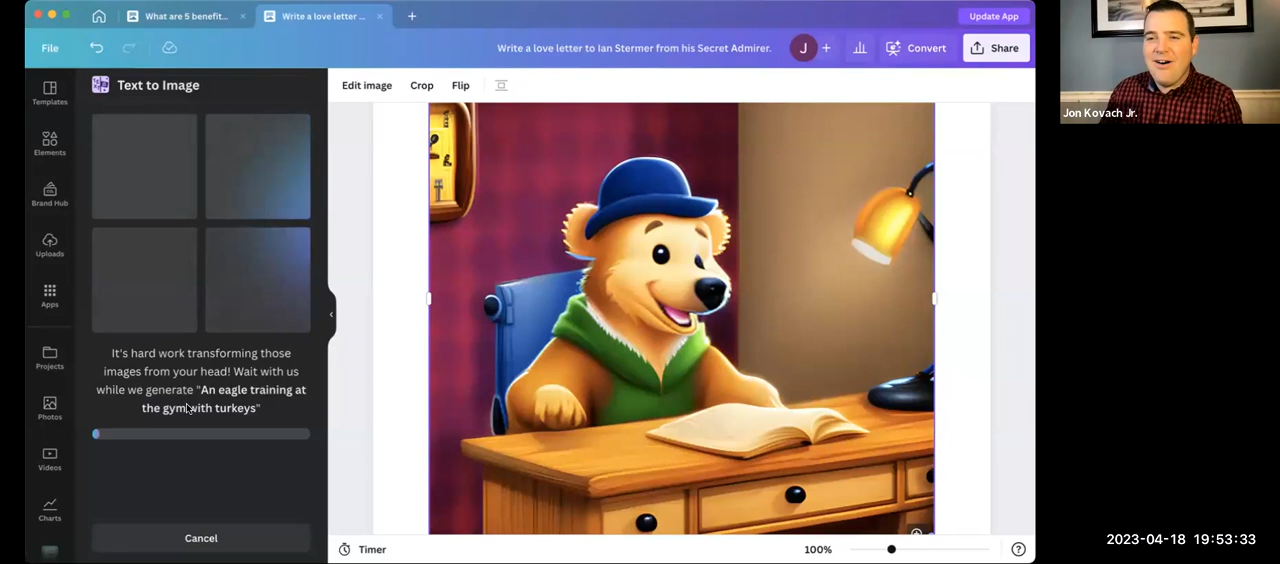 What are 5 benefit...
Write a love letter ...
Update App
File
Write a love letter to Ian Stermer from his Secret Admirer.
J
Convert
Share
Text to Image
Edit image
Crop
Flip
Templates
Elements
Brand Hub
Uploads
Apps
Projects
Photos
Videos
Charts
It's hard work transforming those
images from your head! Wait with us
while we generate "An eagle training at
the gym with turkeys"
Cancel
Timer
100%
Jon Kovach Jr.
2023-04-18 19:53:33